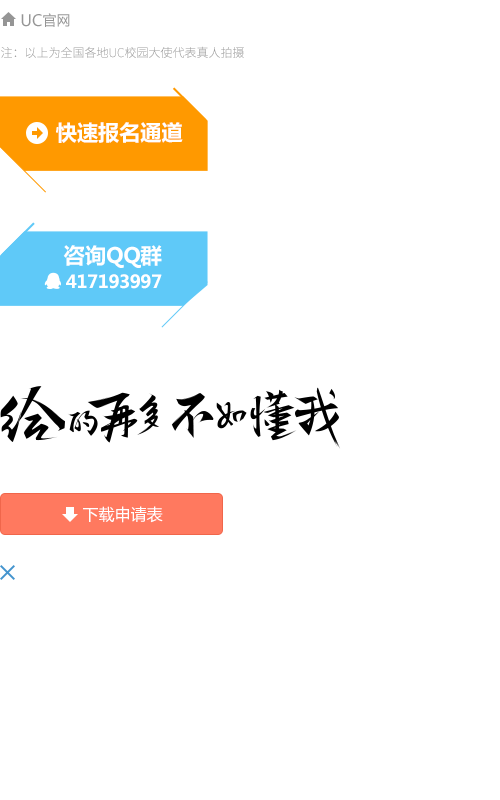 UC官网
注：以上为全国各地UC校园大使代表真人拍摄
快速报名通道
咨询QQ群
417193997
给的再多不如懂我
下载申请表